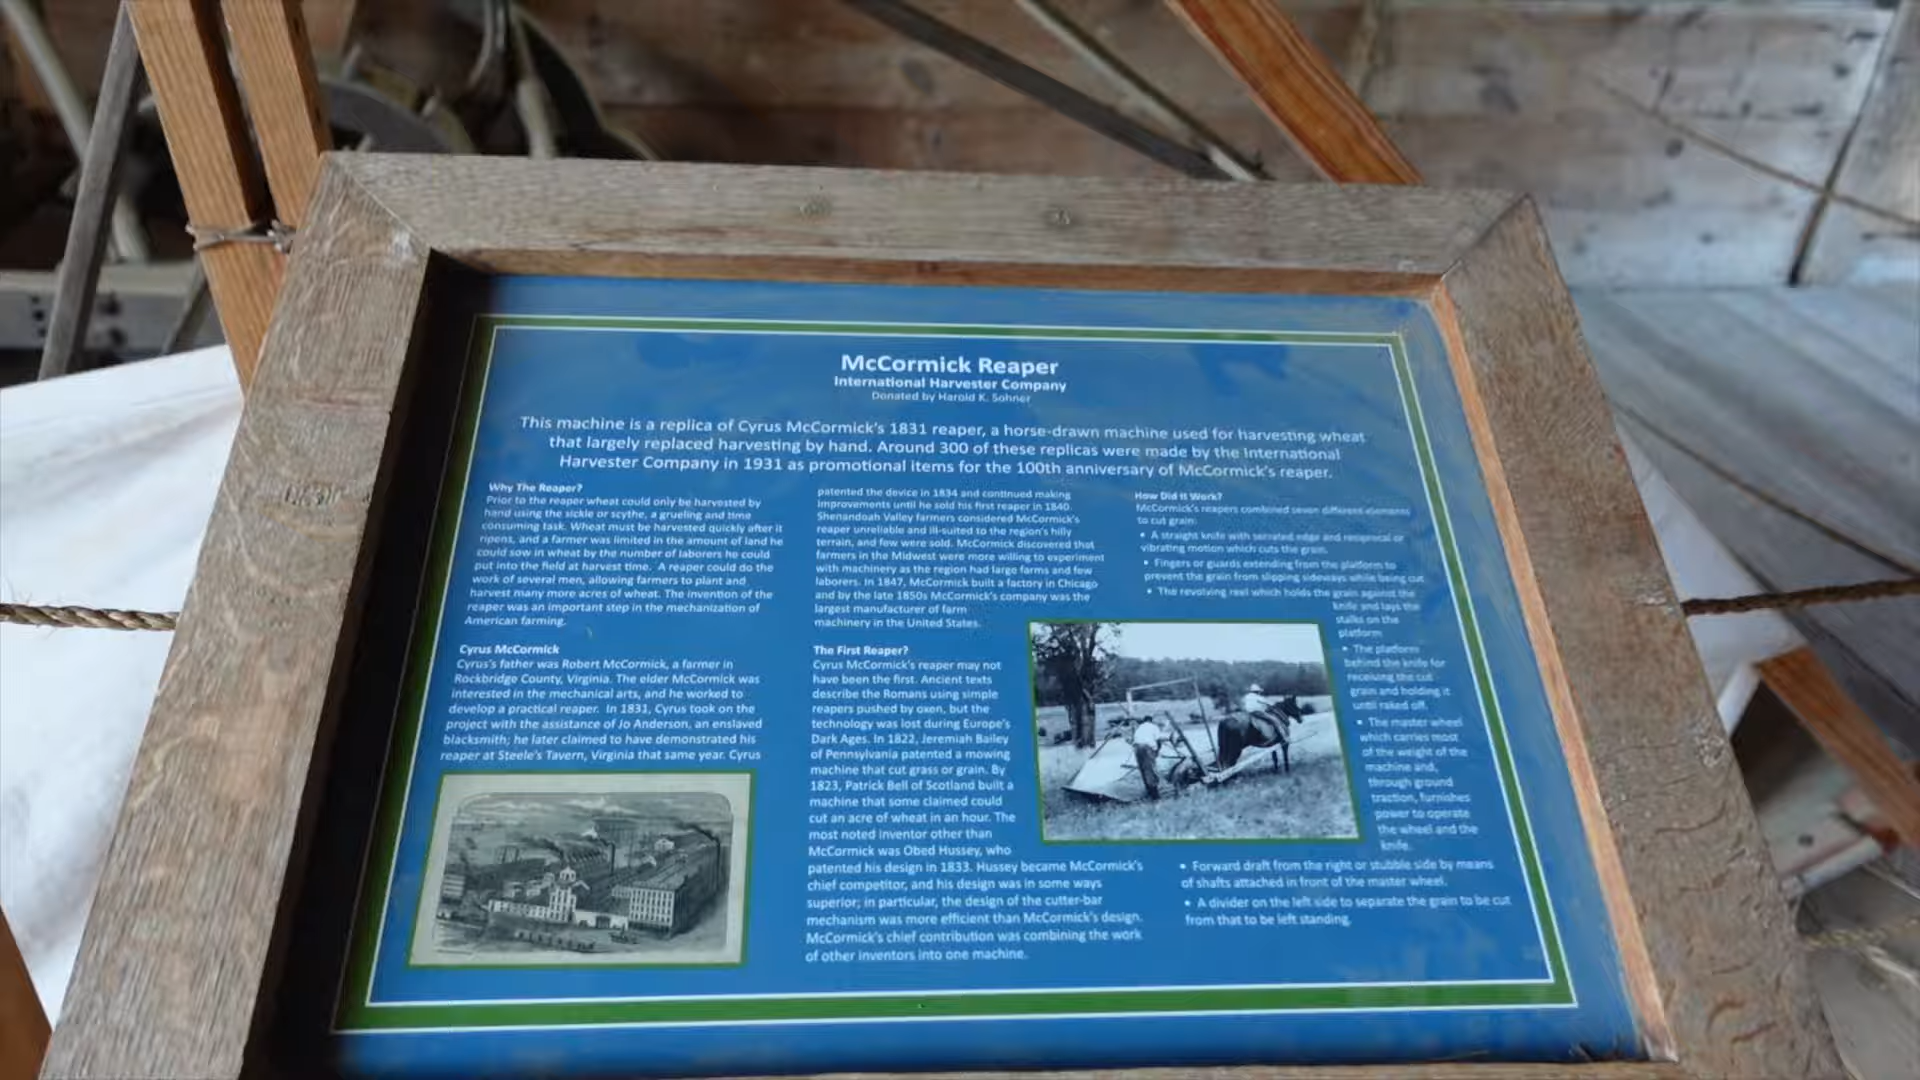 McCormick Reaper
International Harvester Company
Donated by Harold K. Sohner
This machine is a replica of Cyrus McCormick's 1831 reaper, a horse-drawn machine used for harvesting wheat
that largely replaced harvesting by hand. Around 300 of these replicas were made by the International
Harvester Company in 1931 as promotional items for the 100th anniversary of McCormick's reaper.
Why The Reaper?
Prior to the reaper wheat could only be harvested by
hand using the sickle or scythe, a grueling and time
consuming task. Wheat must be harvested quickly after it
ripens, and a farmer was limited in the amount of land he
could sow in wheat by the number of laborers he could
put into the field at harvest time. A reaper could do the
work of several men, allowing farmers to plant and
harvest many more acres of wheat. The invention of the
reaper was an important step in the mechanization of
American farming.
Cyrus McCormick
Cyrus's father was Robert McCormick, a farmer in
Rockbridge County, Virginia. The elder McCormick was
interested in the mechanical arts, and he worked to
develop a practical reaper. In 1831, Cyrus took on the
project with the assistance of Jo Anderson, an enslaved
blacksmith; he later claimed to have demonstrated his
reaper at Steele's Tavern, Virginia that same year. Cyrus
patented the device in 1834 and continued making
improvements until he sold his first reaper in 1840.
Shenandoah Valley farmers considered McCormick's
reaper unreliable and ill-suited to the region's hilly
terrain, and few were sold. McCormick discovered that
farmers in the Midwest were more willing to experiment
with machinery as the region had large farms and few
laborers. In 1847, McCormick built a factory in Chicago
and by the late 1850s McCormick's company was the
largest manufacturer of farm
machinery in the United States.
The First Reaper?
Cyrus McCormick's reaper may not
have been the first. Ancient texts
describe the Romans using simple
reapers pushed by oxen, but the
technology was lost during Europe's
Dark Ages. In 1822, Jeremiah Bailey
of Pennsylvania patented a mowing
machine that cut grass or grain. By
1823, Patrick Bell of Scotland built a
machine that some claimed could
cut an acre of wheat in an hour. The
most noted inventor other than
McCormick was Obed Hussey, who
patented his design in 1833. Hussey became McCormick's
chief competitor, and his design was in some ways
superior; in particular, the design of the cutter-bar
mechanism was more efficient than McCormick's design.
McCormick's chief contribution was combining the work
of other inventors into one machine.
How Did It Work?
McCormick's reapers combined seven different elements
to cut grain:
• A straight knife with serrated edge and reciprocal or
vibrating motion which cuts the grain.
• Fingers or guards extending from the platform to
prevent the grain from slipping sideways while being cut
• The revolving reel which holds the grain against the
knife and lays the
stalks on the
platform
• The platform
behind the knife for
receiving the cut
grain and holding it
until raked off.
• The master wheel
which carries most
of the weight of the
machine and,
through ground
traction, furnishes
power to operate
the wheel and the
knife.
• Forward draft from the right or stubble side by means
of shafts attached in front of the master wheel.
• A divider on the left side to separate the grain to be cut
from that to be left standing.